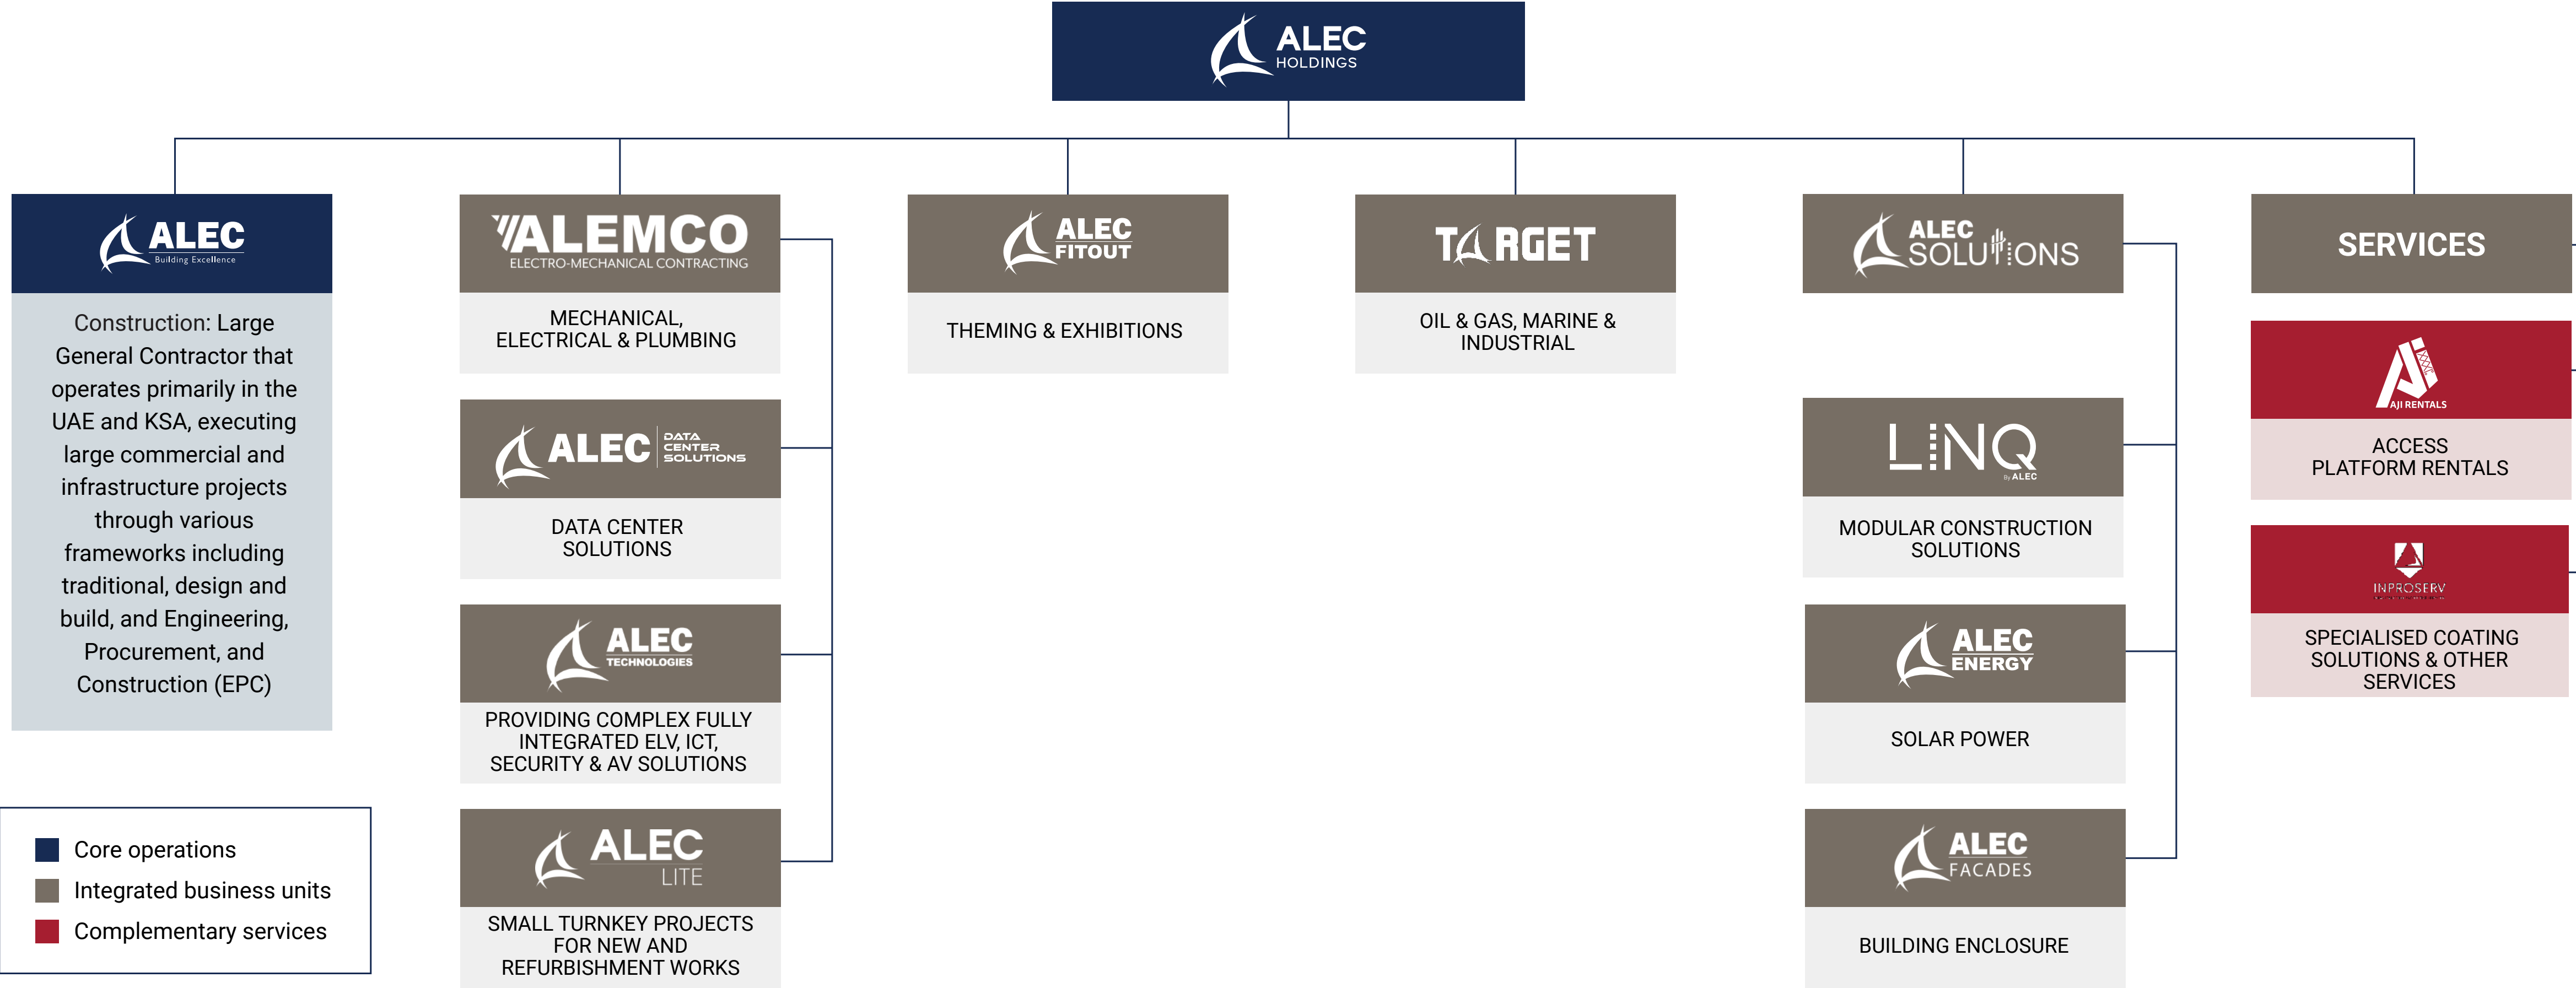 ALEC
HOLDINGS
ALEC
Building Excellence
Construction: Large
General Contractor that
operates primarily in the
UAE and KSA, executing
large commercial and
infrastructure projects
through various
frameworks including
traditional, design and
build, and Engineering,
Procurement, and
Construction (EPC)
ALEMCO
ELECTRO-MECHANICAL CONTRACTING
MECHANICAL,
ELECTRICAL & PLUMBING
ALEC
DATA
CENTER
SOLUTIONS
DATA CENTER
SOLUTIONS
ALEC
TECHNOLOGIES
PROVIDING COMPLEX FULLY
INTEGRATED ELV, ICT,
SECURITY & AV SOLUTIONS
ALEC
LITE
SMALL TURNKEY PROJECTS
FOR NEW AND
REFURBISHMENT WORKS
ALEC
FITOUT
THEMING & EXHIBITIONS
TARGET
OIL & GAS, MARINE &
INDUSTRIAL
ALEC
SOLUTIONS
LINQ
By ALEC
MODULAR CONSTRUCTION
SOLUTIONS
ALEC
ENERGY
SOLAR POWER
ALEC
FACADES
BUILDING ENCLOSURE
SERVICES
AJI RENTALS
ACCESS
PLATFORM RENTALS
INPROSERV
SPECIALISED COATING
SOLUTIONS & OTHER
SERVICES
Core operations
Integrated business units
Complementary services